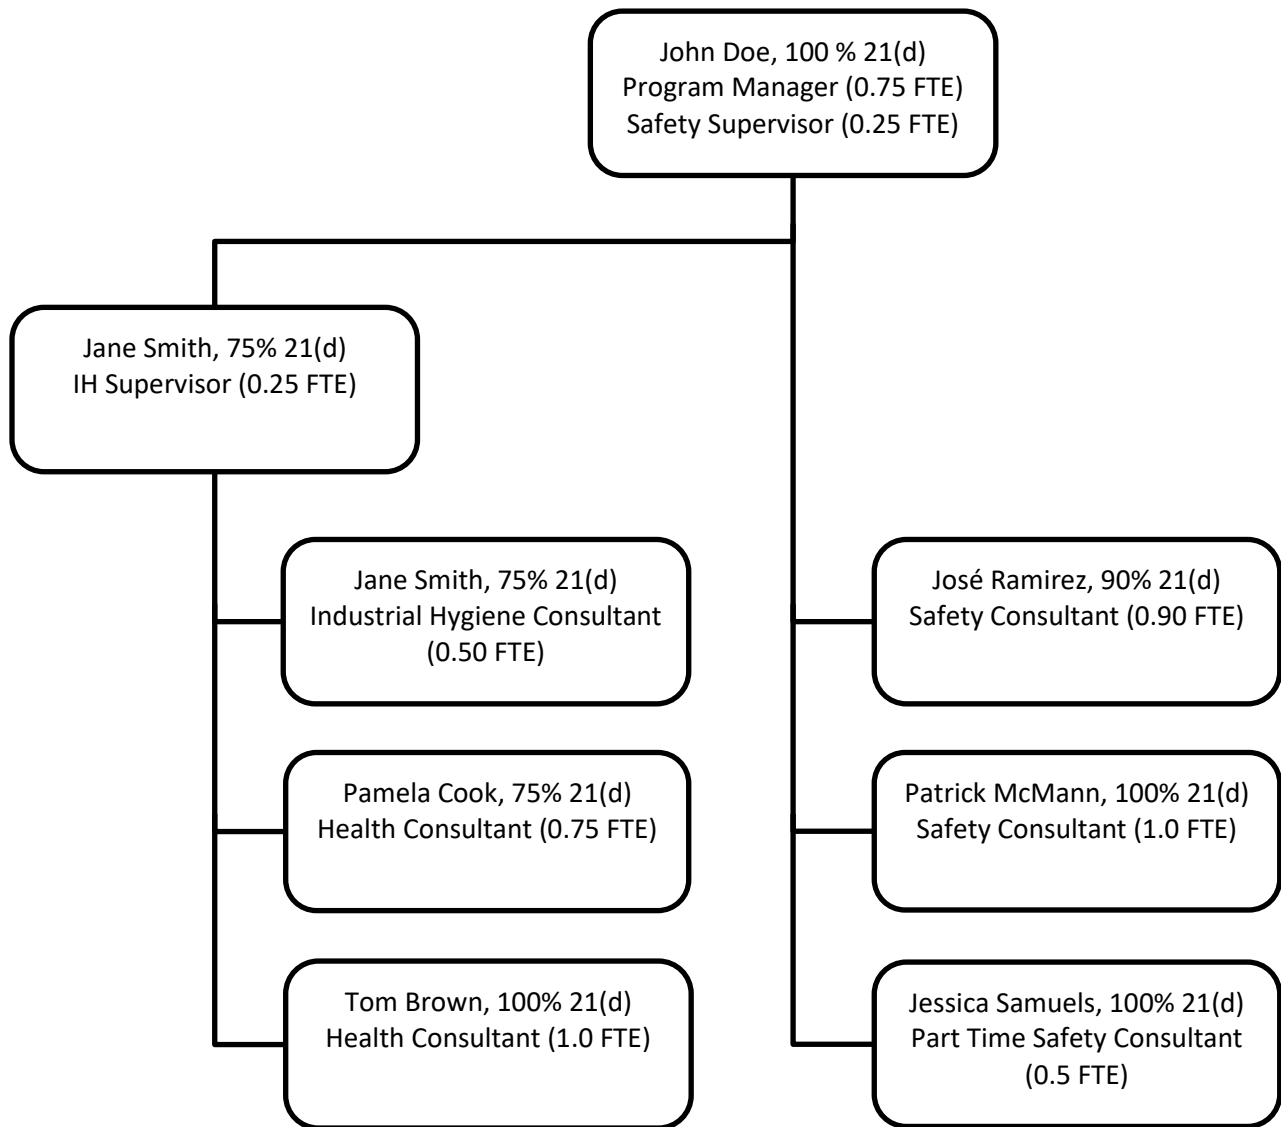 John Doe, 100 % 21(d)
Program Manager (0.75 FTE)
Safety Supervisor (0.25 FTE)
Jane Smith, 75% 21(d)
IH Supervisor (0.25 FTE)
Jane Smith, 75% 21(d)
Industrial Hygiene Consultant
(0.50 FTE)
Pamela Cook, 75% 21(d)
Health Consultant (0.75 FTE)
Tom Brown, 100% 21(d)
Health Consultant (1.0 FTE)
José Ramirez, 90% 21(d)
Safety Consultant (0.90 FTE)
Patrick McMann, 100% 21(d)
Safety Consultant (1.0 FTE)
Jessica Samuels, 100% 21(d)
Part Time Safety Consultant
(0.5 FTE)